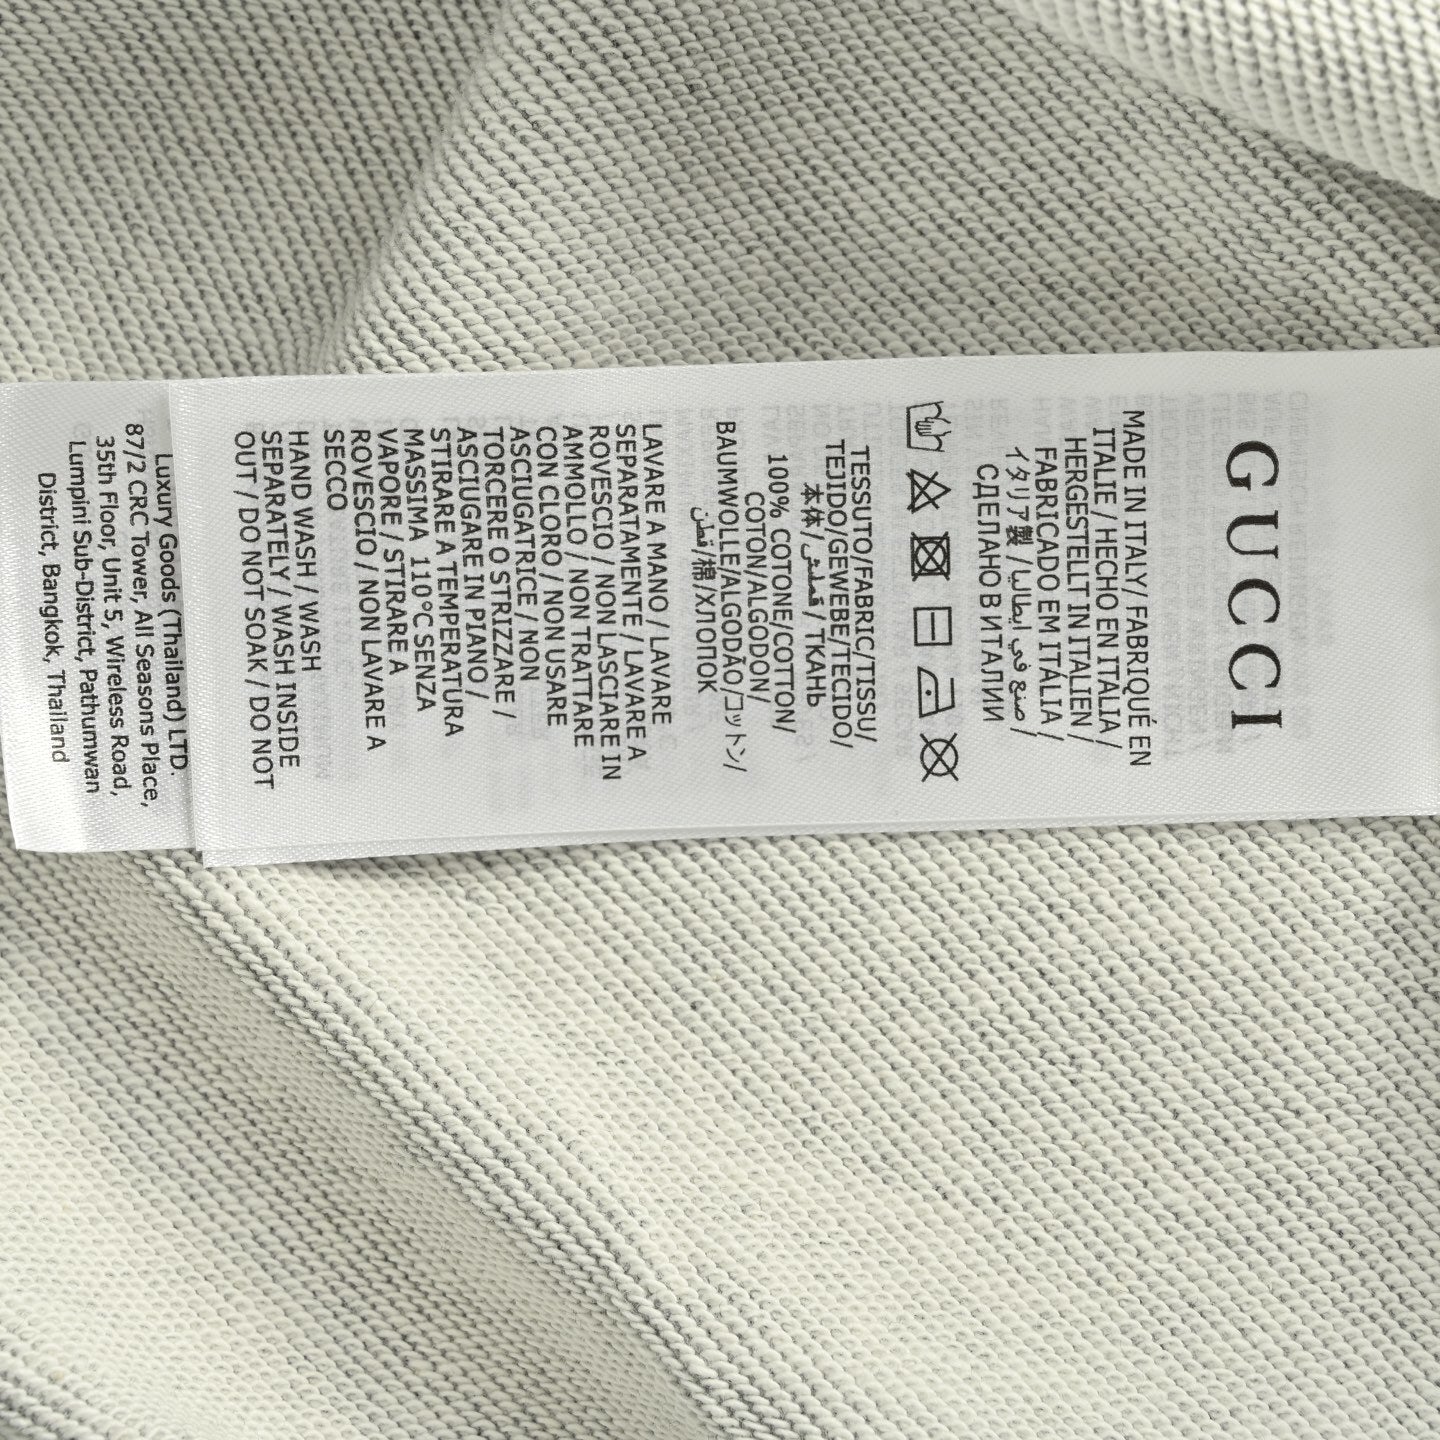 GUCCI
MADE IN ITALY/ FABRIQUÉ EN
ITALIE / HECHO EN ITALIA /
HERGESTELLT IN ITALIEN /
FABRICADO EM ITÁLIA /
イタリア製 / صنع في ايطاليا /
СДЕЛАНО В ИТАЛИИ
TESSUTO/FABRIC/TISSU/
TEJIDO/GEWEBE/TECIDO/
本体/ قماش / ТКАНЬ
100% COTONE/COTTON/
COTON/ALGODON/
BAUMWOLLE/ALGODÃO/コットン/
قطن/棉/ХЛОПОК
LAVARE A MANO / LAVARE
SEPARATAMENTE / LAVARE A
ROVESCIO / NON LASCIARE IN
AMMOLLO / NON TRATTARE
CON CLORO / NON USARE
ASCIUGATRICE / NON
TORCERE O STRIZZARE /
ASCIUGARE IN PIANO /
STIRARE A TEMPERATURA
MASSIMA 110°C SENZA
VAPORE / STIRARE A
ROVESCIO / NON LAVARE A
SECCO
HAND WASH / WASH
SEPARATELY / WASH INSIDE
OUT / DO NOT SOAK / DO NOT
Luxury Goods (Thailand) LTD.
87/2 CRC Tower, All Seasons Place,
35th Floor, Unit 5, Wireless Road,
Lumpini Sub-District, Pathumwan
District, Bangkok, Thailand